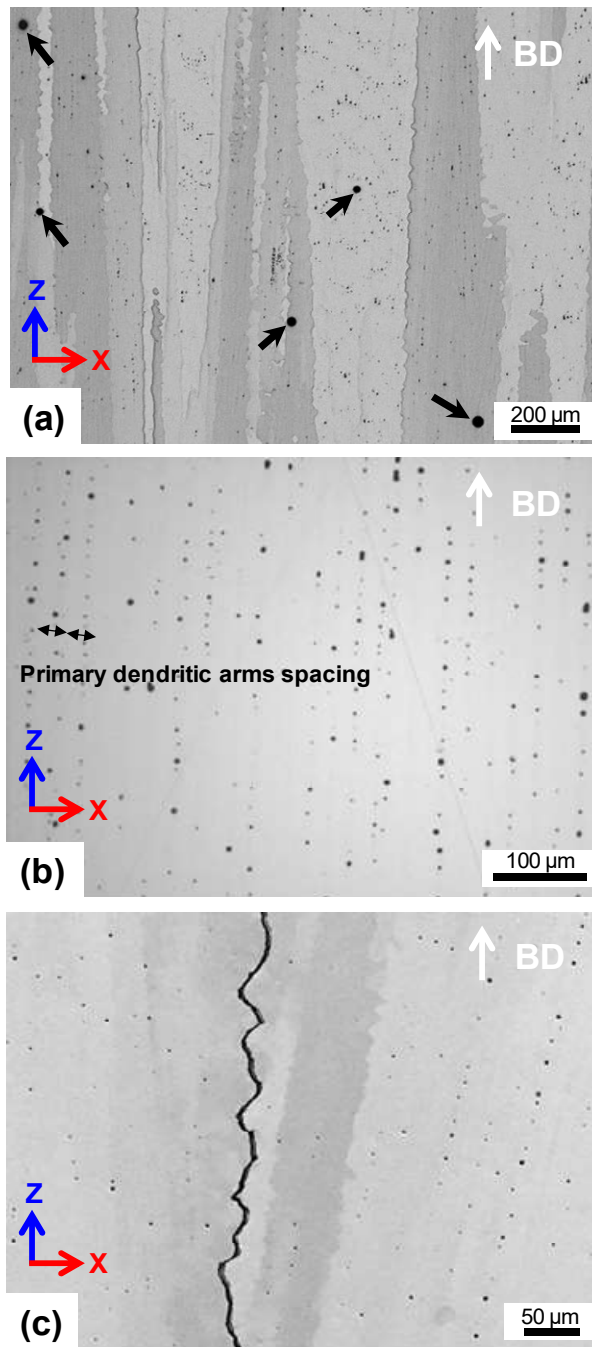 BD
Z
X
(a)
200 µm
BD
Primary dendritic arms spacing
Z
X
(b)
100 µm
BD
Z
X
(c)
50 µm